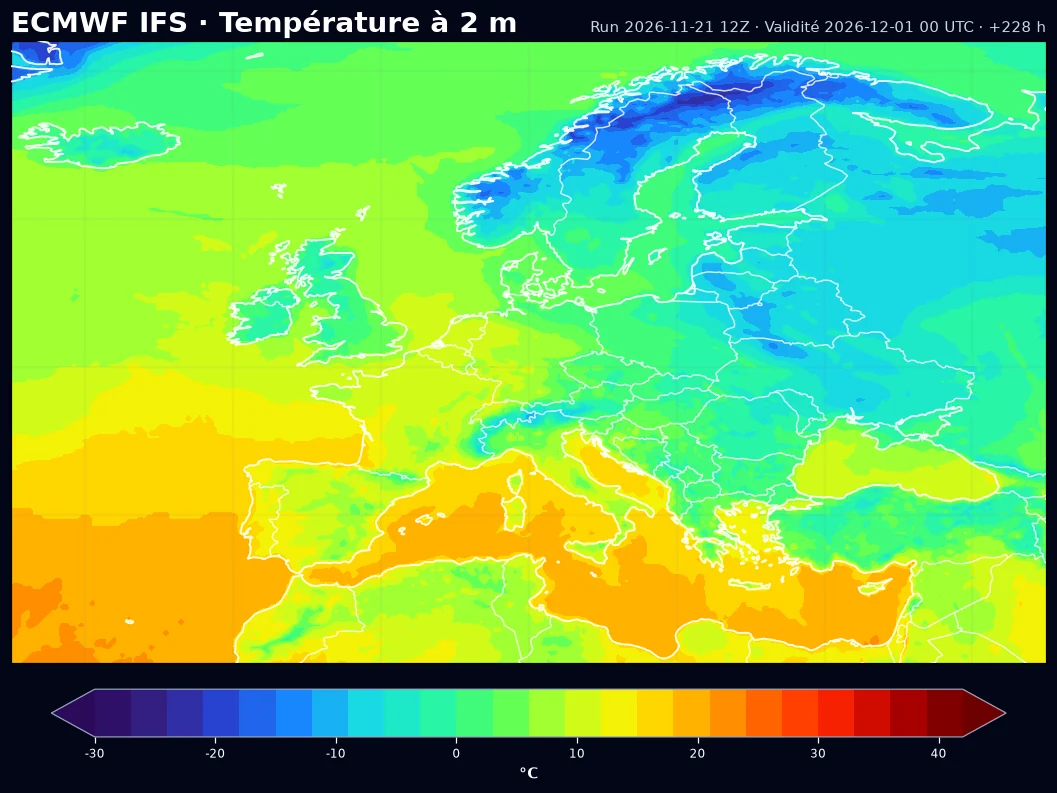 ECMWF IFS · Température à 2 m
Run 2026-11-21 12Z · Validité 2026-12-01 00 UTC · +228 h
-30 -20 -10 0 10 20 30 40
°C